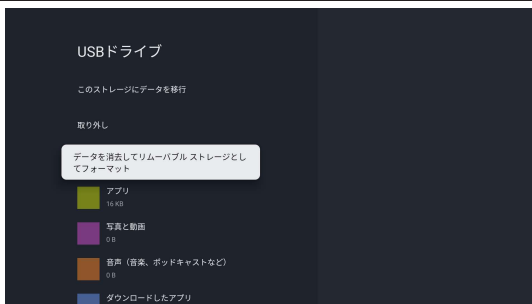 USBドライブ
このストレージにデータを移行
取り外し
データを消去してリムーバブル ストレージとし
てフォーマット
アプリ
16 KB
写真と動画
0 B
音声（音楽、ポッドキャストなど）
0 B
ダウンロードしたアプリ